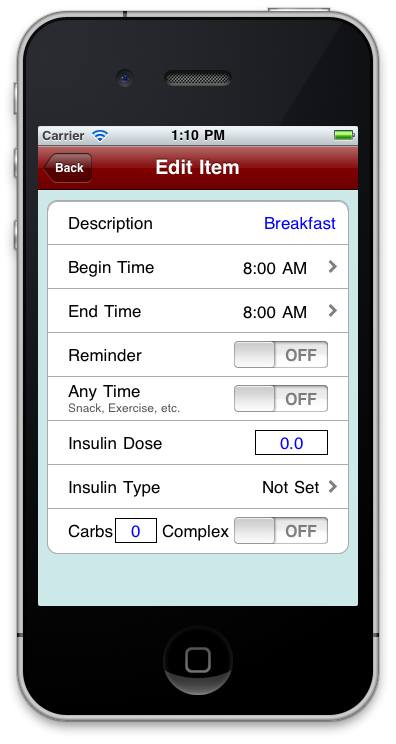 Carrier 1:10 PM
Back Edit Item
Description Breakfast
Begin Time 8:00 AM
End Time 8:00 AM
Reminder OFF
Any Time OFF
Snack, Exercise, etc.
Insulin Dose 0.0
Insulin Type Not Set
Carbs 0 Complex OFF